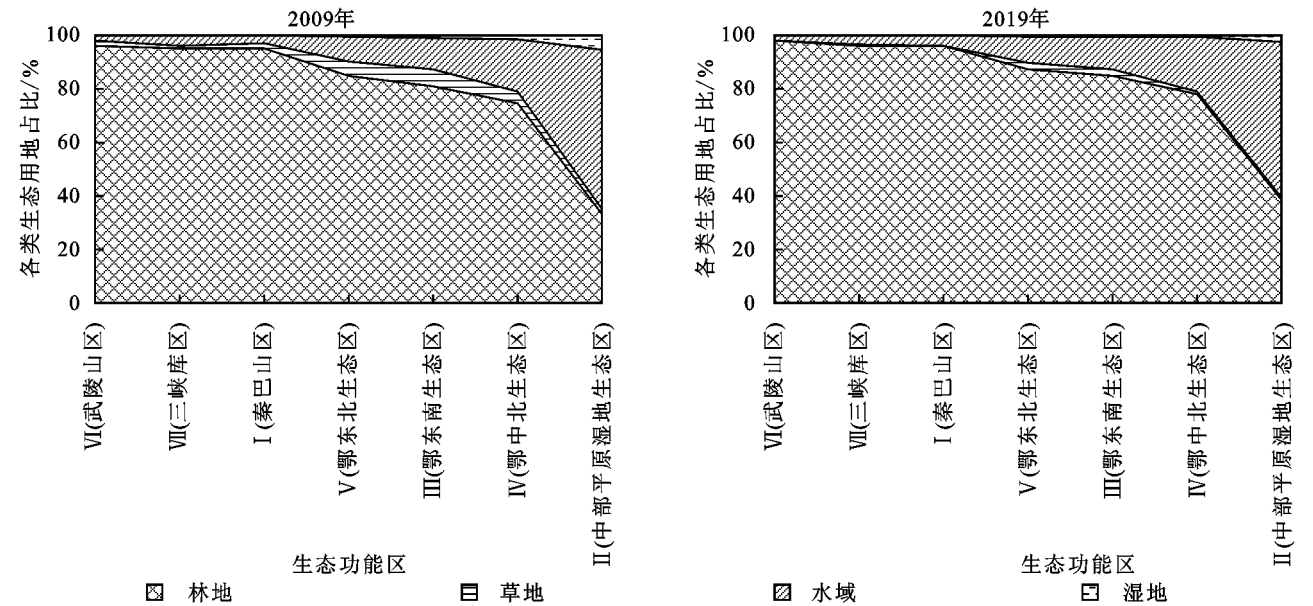 2009年
各类生态用地占比/%
100
80
60
40
20
0
Ⅵ(武陵山区)
Ⅶ(三峡库区)
Ⅰ(秦巴山区)
Ⅴ(鄂东北生态区)
Ⅲ(鄂东南生态区)
Ⅳ(鄂中北生态区)
Ⅱ(中部平原湿地生态区)
生态功能区
2019年
各类生态用地占比/%
100
80
60
40
20
0
Ⅵ(武陵山区)
Ⅶ(三峡库区)
Ⅰ(秦巴山区)
Ⅴ(鄂东北生态区)
Ⅲ(鄂东南生态区)
Ⅳ(鄂中北生态区)
Ⅱ(中部平原湿地生态区)
生态功能区
林地 草地 水域 湿地